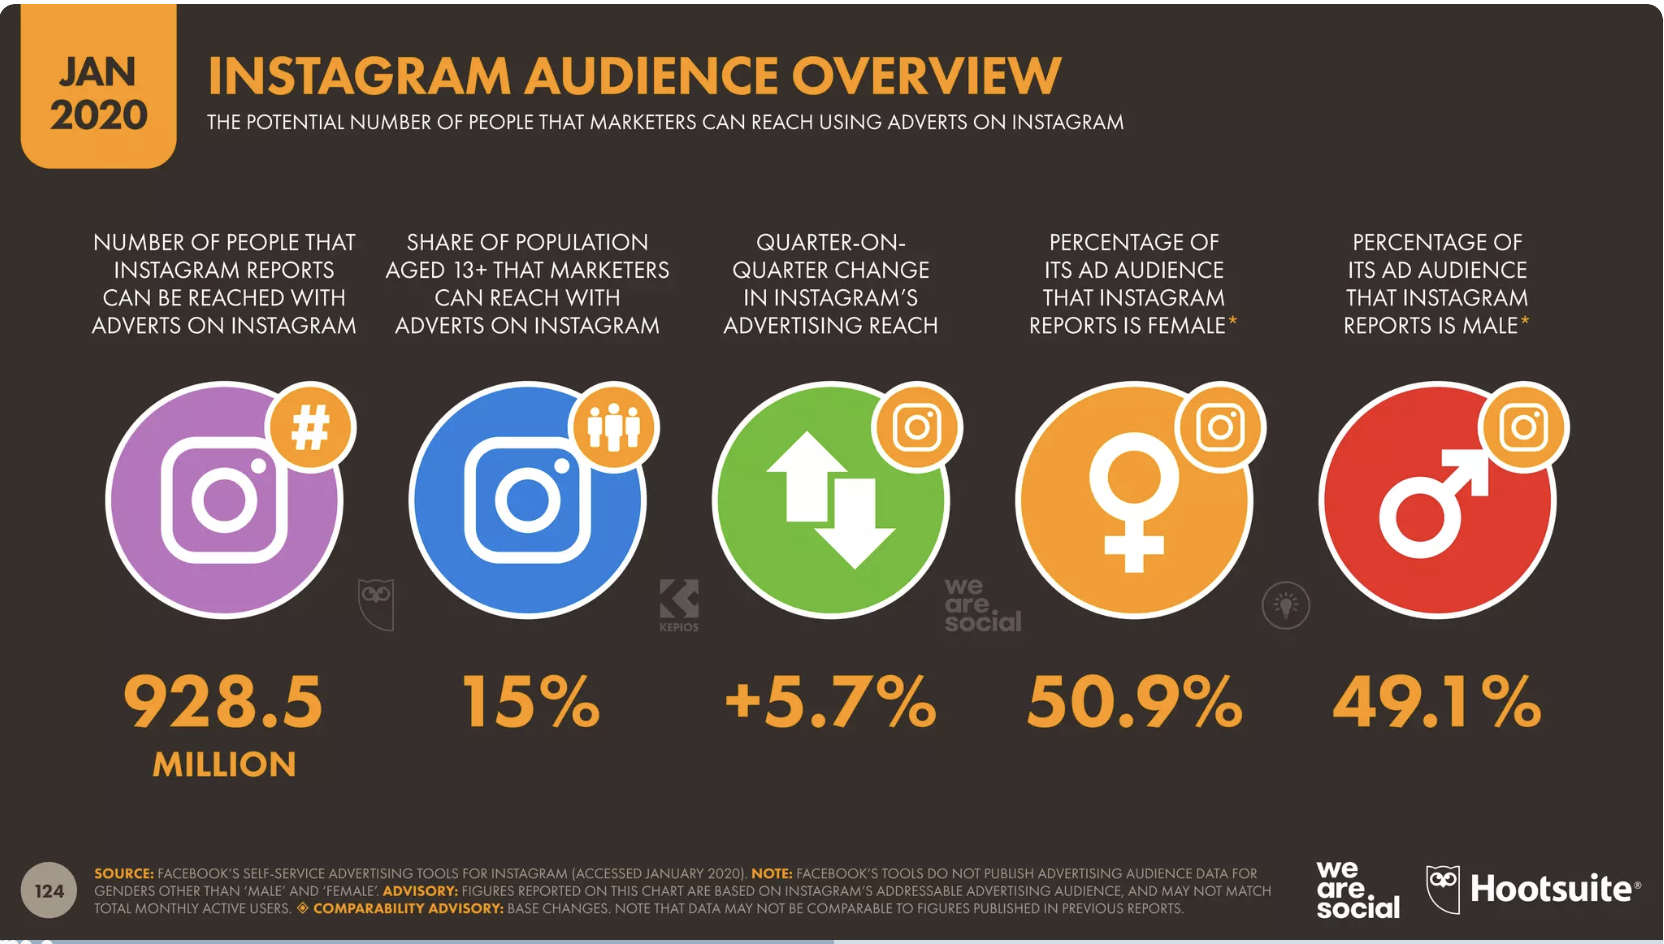 JAN
2020
INSTAGRAM AUDIENCE OVERVIEW
THE POTENTIAL NUMBER OF PEOPLE THAT MARKETERS CAN REACH USING ADVERTS ON INSTAGRAM
NUMBER OF PEOPLE THAT
INSTAGRAM REPORTS
CAN BE REACHED WITH
ADVERTS ON INSTAGRAM
#
928.5
MILLION
SHARE OF POPULATION
AGED 13+ THAT MARKETERS
CAN REACH WITH
ADVERTS ON INSTAGRAM
15%
QUARTER-ON-
QUARTER CHANGE
IN INSTAGRAM’S
ADVERTISING REACH
+5.7%
PERCENTAGE OF
ITS AD AUDIENCE
THAT INSTAGRAM
REPORTS IS FEMALE*
50.9%
PERCENTAGE OF
ITS AD AUDIENCE
THAT INSTAGRAM
REPORTS IS MALE*
49.1%
KEPIOS
we
are
social
124
SOURCE: FACEBOOK’S SELF-SERVICE ADVERTISING TOOLS FOR INSTAGRAM (ACCESSED JANUARY 2020). NOTE: FACEBOOK’S TOOLS DO NOT PUBLISH ADVERTISING AUDIENCE DATA FOR
GENDERS OTHER THAN ‘MALE’ AND ‘FEMALE’. ADVISORY: FIGURES REPORTED ON THIS CHART ARE BASED ON INSTAGRAM’S ADDRESSABLE ADVERTISING AUDIENCE, AND MAY NOT MATCH
TOTAL MONTHLY ACTIVE USERS. ◈ COMPARABILITY ADVISORY: BASE CHANGES. NOTE THAT DATA MAY NOT BE COMPARABLE TO FIGURES PUBLISHED IN PREVIOUS REPORTS.
we
are
social
Hootsuite®